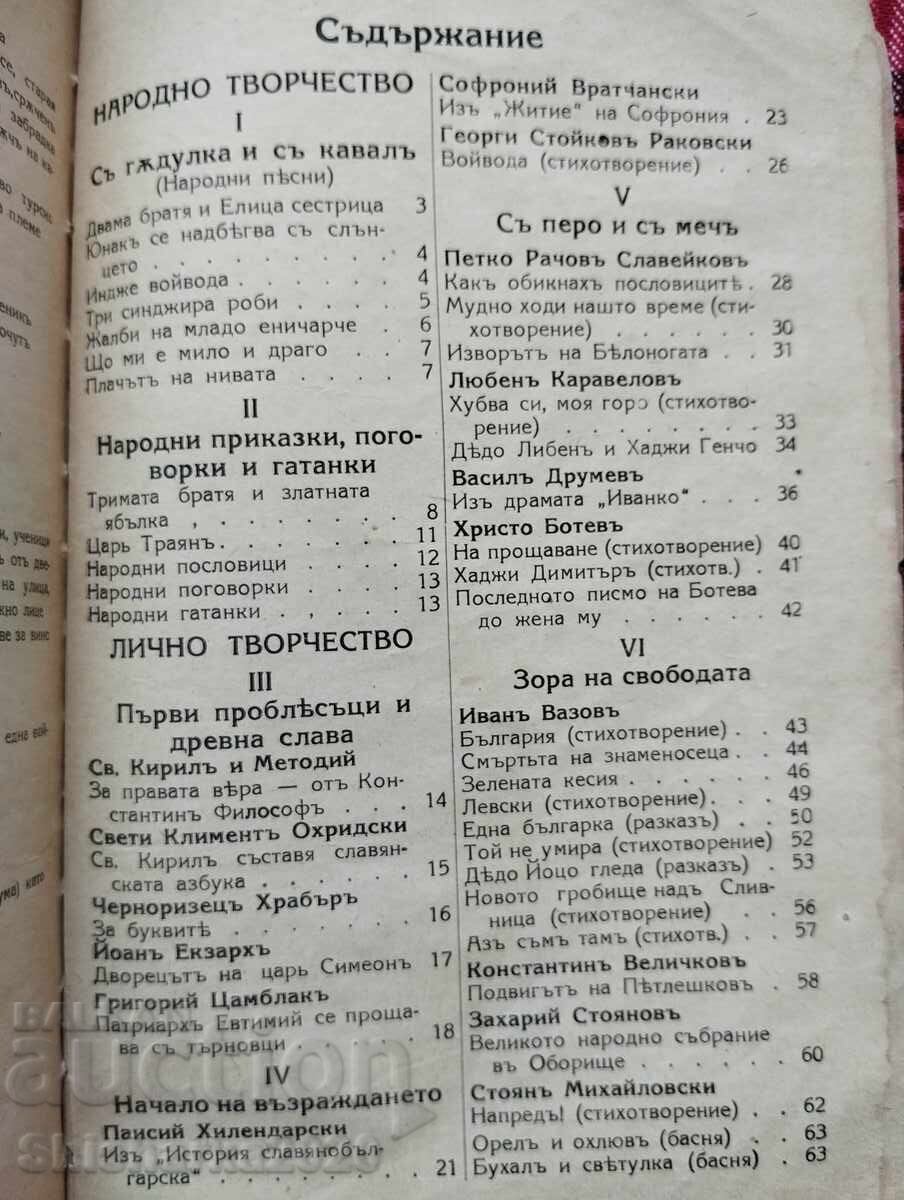 Съдържание
НАРОДНО ТВОРЧЕСТВО
I
Съ гѫдулка и съ кавалъ
(Народни пѣсни)
Двама братя и Елица сестрица 3
Юнакъ се надбѣгва съ слън-
цето . . . . . . . . . 4
Индже войвода . . . . . . 4
Три синджира роби . . . . 5
Жалби на младо еничарче . . 6
Що ми е мило и драго . . . 7
Плачътъ на нивата . . . . 7
II
Народни приказки, пого-
ворки и гатанки
Тримата братя и златната
ябълка , . . . . . . . 8
Царь Траянъ. . . . . . . . 11
Народни пословици . . . . 12
Народни поговорки . . . . 13
Народни гатанки . , . . . 13
ЛИЧНО ТВОРЧЕСТВО
III
Първи проблѣсъци и
древна слава
Св. Кирилъ и Методий
За правата вѣра — отъ Кон-
стантинъ Философъ . . . 14
Свети Климентъ Охридски
Св. Кирилъ съставя славян-
ската азбука . . . . . . 15
Черноризецъ Храбъръ
За буквитѣ . . . . . . . 16
Йоанъ Екзархъ
Дворецътъ на царь Симеонъ 17
Григорий Цамблакъ
Патриархъ Евтимий се проща-
ва съ търновци . . . . . 18
IV
Начало на възраждането
Паисий Хилендарски
Изъ „История славянобъл-
гарска“ . . . . . . . . 21
Софроний Вратчански
Изъ „Житие“ на Софрония . 23
Георги Стойковъ Раковски
Войвода (стихотворение) . . 26
V
Съ перо и съ мечъ
Петко Рачовъ Славейковъ
Какъ обикнахъ пословицитѣ . 28
Мудно ходи нашто време (сти-
хотворение) . . . . . . 30
Изворътъ на Бѣлоногата . . 31
Любенъ Каравеловъ
Хубва си, моя горо (стихотво-
рение) . . . . . . . . 33
Дѣдо Либенъ и Хаджи Генчо 34
Василъ Друмевъ
Изъ драмата „Иванко“ . . . 36
Христо Ботевъ
На прощаване (стихотворение) 40
Хаджи Димитъръ (стихотв.) . 41
Последното писмо на Ботева
до жена му . . . . . . 42
VI
Зора на свободата
Иванъ Вазовъ
България (стихотворение) . . 43
Смъртьта на знаменосеца . . 44
Зелената кесия . . . . . . 46
Левски (стихотворение). . . 49
Една българка (разказъ) . . 50
Той не умира (стихотворение) 52
Дѣдо Йоцо гледа (разказъ) . 53
Новото гробище надъ Слив-
ница (стихотворение) . . 56
Азъ съмъ тамъ (стихотв.) . . 57
Константинъ Величковъ
Подвигътъ на Пѣтлешковъ . 58
Захарий Стояновъ
Великото народно събрание
въ Оборище . . . . . . 60
Стоянъ Михайловски
Напредъ! (стихотворение) . . 62
Орелъ и охлювъ (басня) . . 63
Бухалъ и свѣтулка (басня) . 63